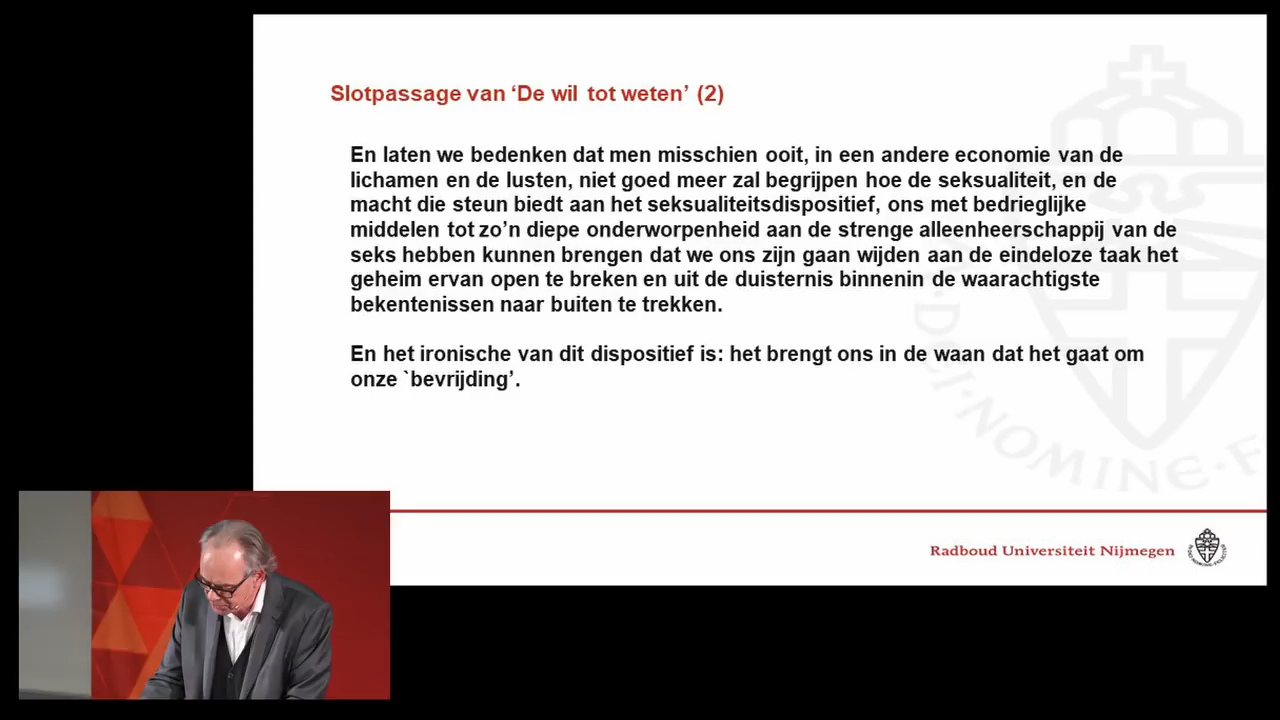 Slotpassage van ‘De wil tot weten’ (2)
En laten we bedenken dat men misschien ooit, in een andere economie van de
lichamen en de lusten, niet goed meer zal begrijpen hoe de seksualiteit, en de
macht die steun biedt aan het seksualiteitsdispositief, ons met bedrieglijke
middelen tot zo’n diepe onderworpenheid aan de strenge alleenheerschappij van de
seks hebben kunnen brengen dat we ons zijn gaan wijden aan de eindeloze taak het
geheim ervan open te breken en uit de duisternis binnenin de waarachtigste
bekentenissen naar buiten te trekken.
En het ironische van dit dispositief is: het brengt ons in de waan dat het gaat om
onze `bevrijding’.
DEI·NOMINE·F
Radboud Universiteit Nijmegen